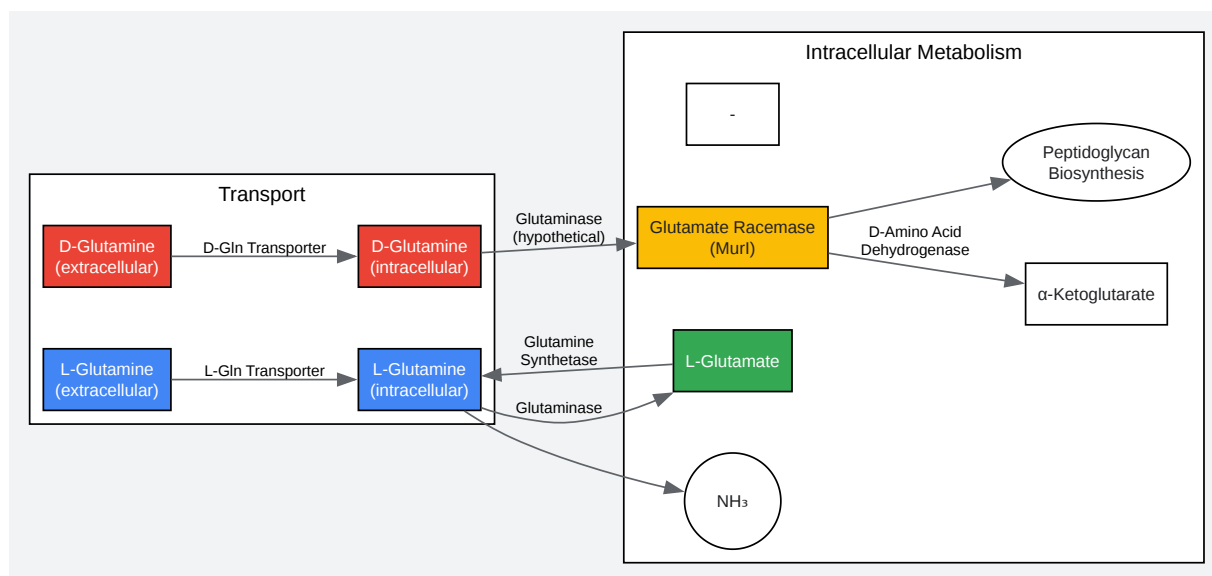 Intracellular Metabolism
-
Peptidoglycan
Biosynthesis
Transport
D-Glutamine
(extracellular)
D-Gln Transporter
D-Glutamine
(intracellular)
Glutaminase
(hypothetical)
Glutamate Racemase
(MurI)
D-Amino Acid
Dehydrogenase
α-Ketoglutarate
L-Glutamine
(extracellular)
L-Gln Transporter
L-Glutamine
(intracellular)
Glutamine
Synthetase
L-Glutamate
Glutaminase
NH₃